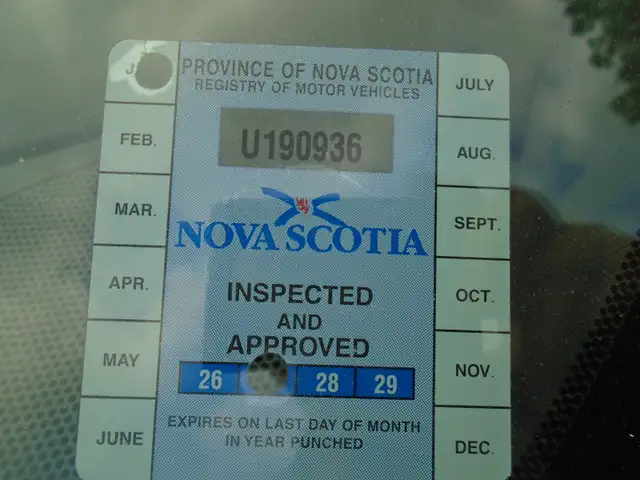 J
PROVINCE OF NOVA SCOTIA
REGISTRY OF MOTOR VEHICLES
JULY
FEB.
U190936
AUG.
MAR.
NOVA SCOTIA
SEPT.
APR.
INSPECTED
AND
APPROVED
OCT.
MAY
26 28 29
NOV.
JUNE
EXPIRES ON LAST DAY OF MONTH
IN YEAR PUNCHED
DEC.